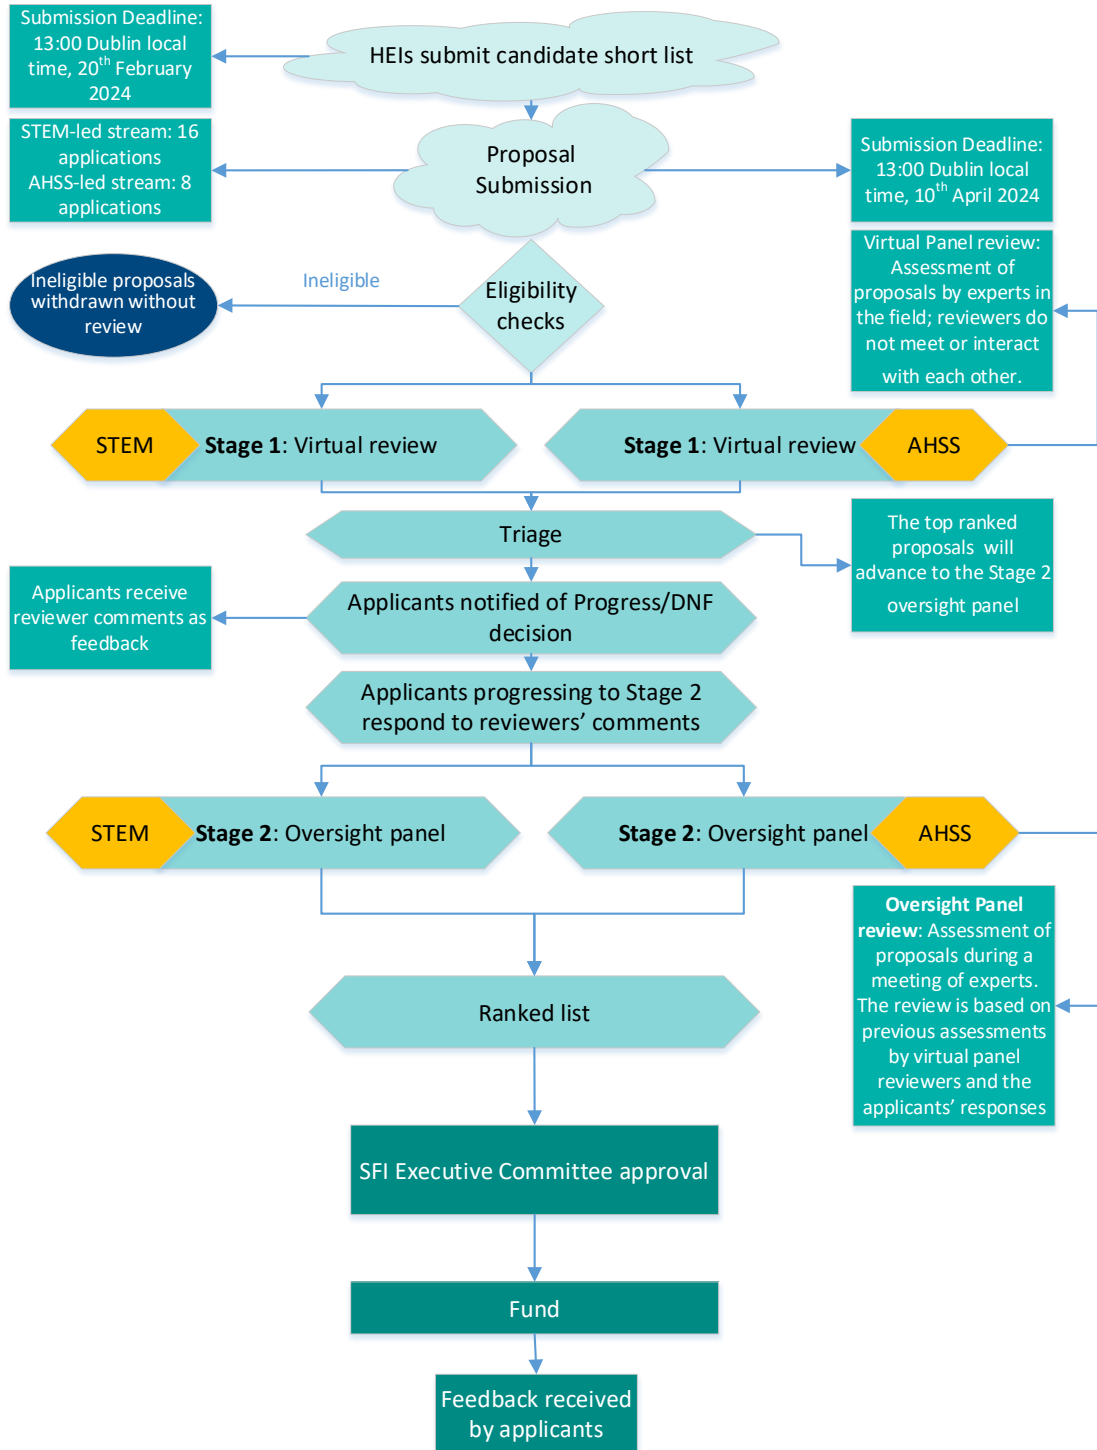 Submission Deadline:
13:00 Dublin local
time, 20th February
2024
HEIs submit candidate short list
STEM-led stream: 16
applications
AHSS-led stream: 8
applications
Proposal
Submission
Submission Deadline:
13:00 Dublin local
time, 10th April 2024
Ineligible proposals
withdrawn without
review
Ineligible
Eligibility
checks
Virtual Panel review:
Assessment of
proposals by experts in
the field; reviewers do
not meet or interact
with each other.
STEM
Stage 1: Virtual review
Stage 1: Virtual review
AHSS
Triage
The top ranked
proposals will
advance to the Stage 2
oversight panel
Applicants receive
reviewer comments as
feedback
Applicants notified of Progress/DNF
decision
Applicants progressing to Stage 2
respond to reviewers’ comments
STEM
Stage 2: Oversight panel
Stage 2: Oversight panel
AHSS
Oversight Panel
review: Assessment of
proposals during a
meeting of experts.
The review is based on
previous assessments
by virtual panel
reviewers and the
applicants’ responses
Ranked list
SFI Executive Committee approval
Fund
Feedback received
by applicants